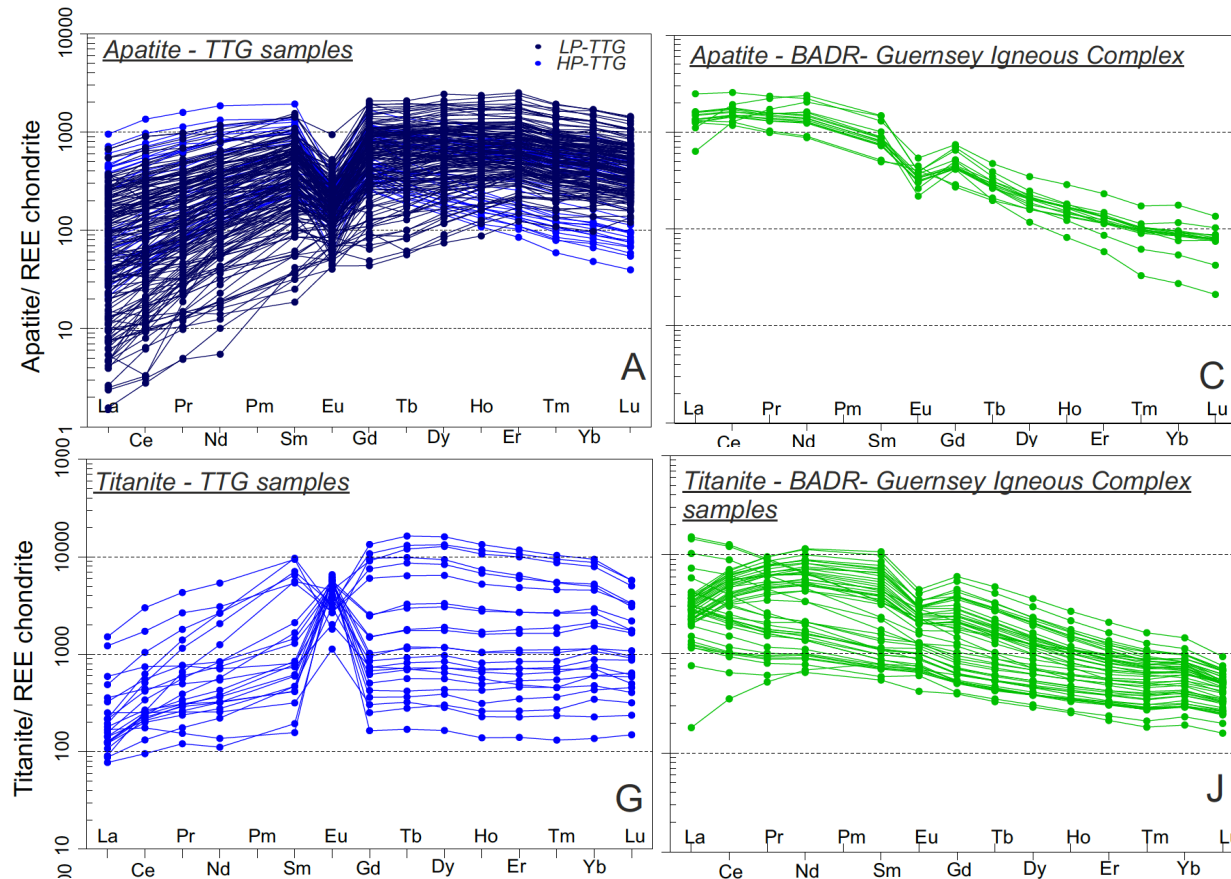 Apatite - TTG samples
LP-TTG
HP-TTG
Apatite/ REE chondrite
10000
1000
100
10
1
A
La Pr Pm Eu Tb Ho Tm Lu
Ce Nd Sm Gd Dy Er Yb
Apatite - BADR- Guernsey Igneous Complex
C
La Pr Pm Eu Tb Ho Tm Lu
Ce Nd Sm Gd Dy Er Yb
Titanite - TTG samples
Titanite/ REE chondrite
1000
10000
1000
100
10
G
La Pr Pm Eu Tb Ho Tm Lu
Ce Nd Sm Gd Dy Er Yb
Titanite - BADR- Guernsey Igneous Complex
samples
J
La Pr Pm Eu Tb Ho Tm
Ce Nd Sm Gd Dy Er Yb